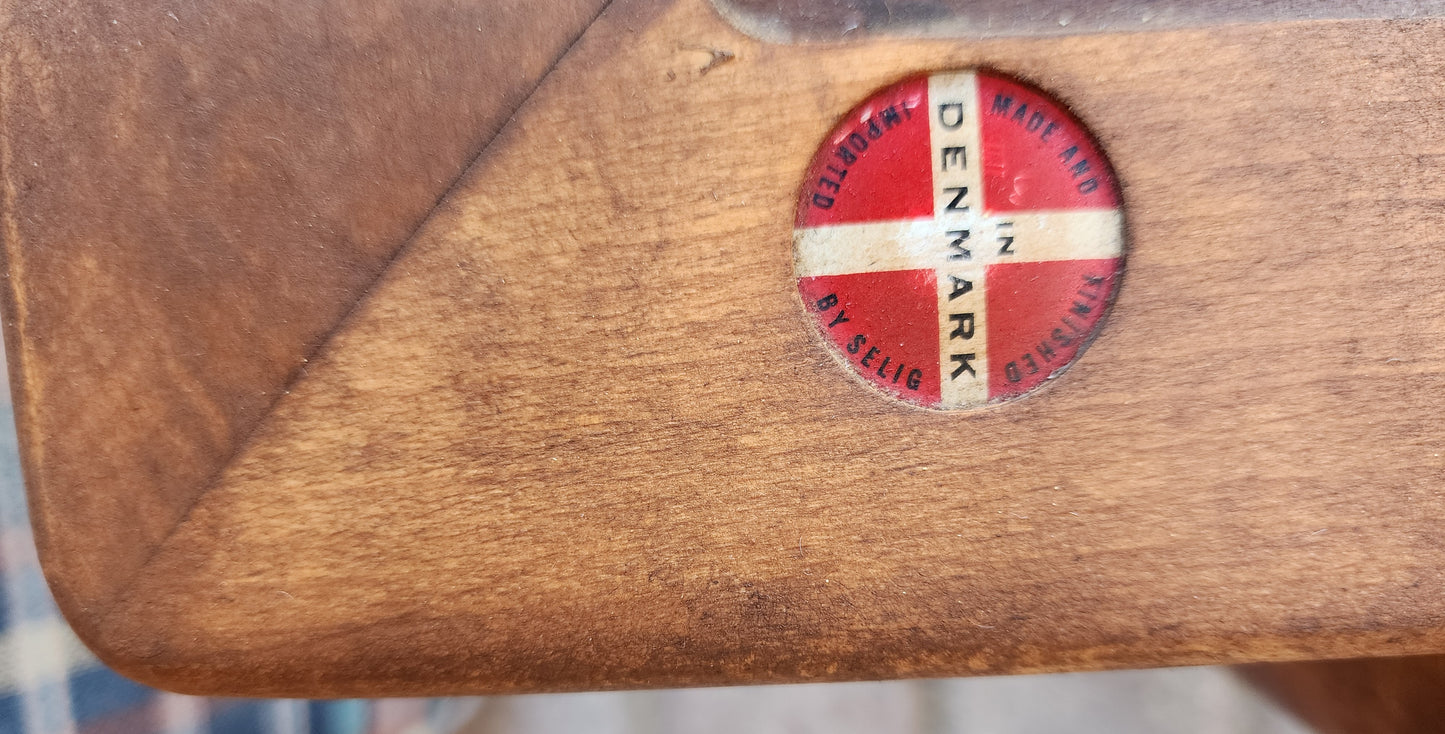 MADE AND
FINISHED
IN
DENMARK
IMPORTED
BY SELIG